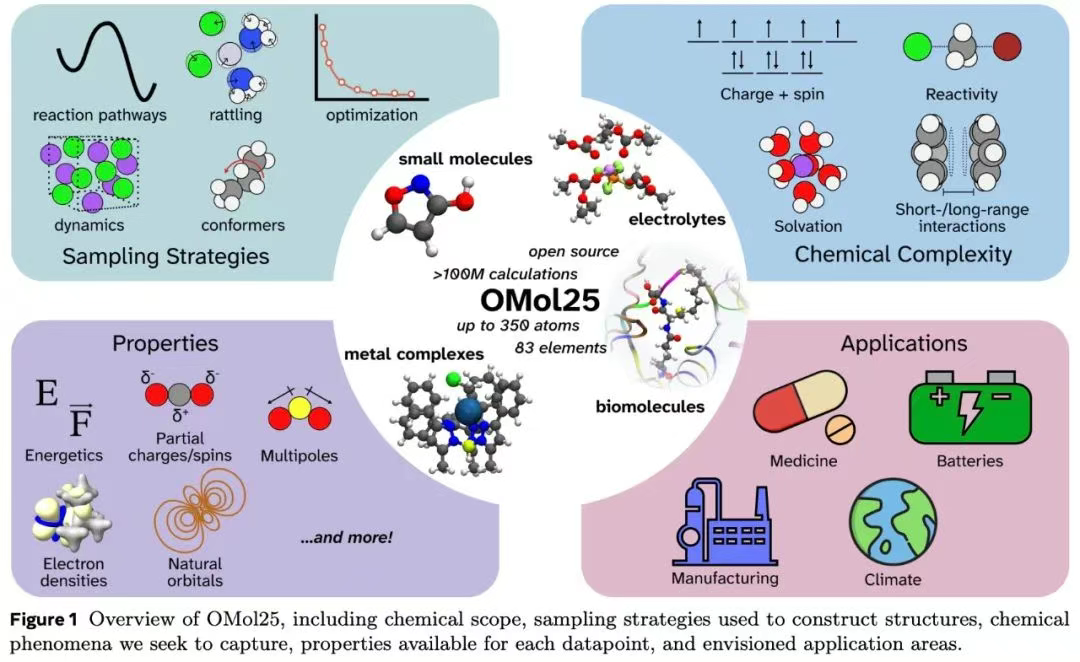 reaction pathways
rattling
optimization
dynamics
conformers
Sampling Strategies
Charge + spin
Reactivity
Solvation
Short-/long-range
interactions
Chemical Complexity
small molecules
electrolytes
open source
>100M calculations
OMol25
up to 350 atoms
83 elements
metal complexes
biomolecules
Properties
E
F
Energetics
δ- δ-
δ+
Partial
charges/spins
Multipoles
Electron
densities
Natural
orbitals
...and more!
Applications
Medicine
+ −
Batteries
Manufacturing
Climate
Figure 1 Overview of OMol25, including chemical scope, sampling strategies used to construct structures, chemical
phenomena we seek to capture, properties available for each datapoint, and envisioned application areas.